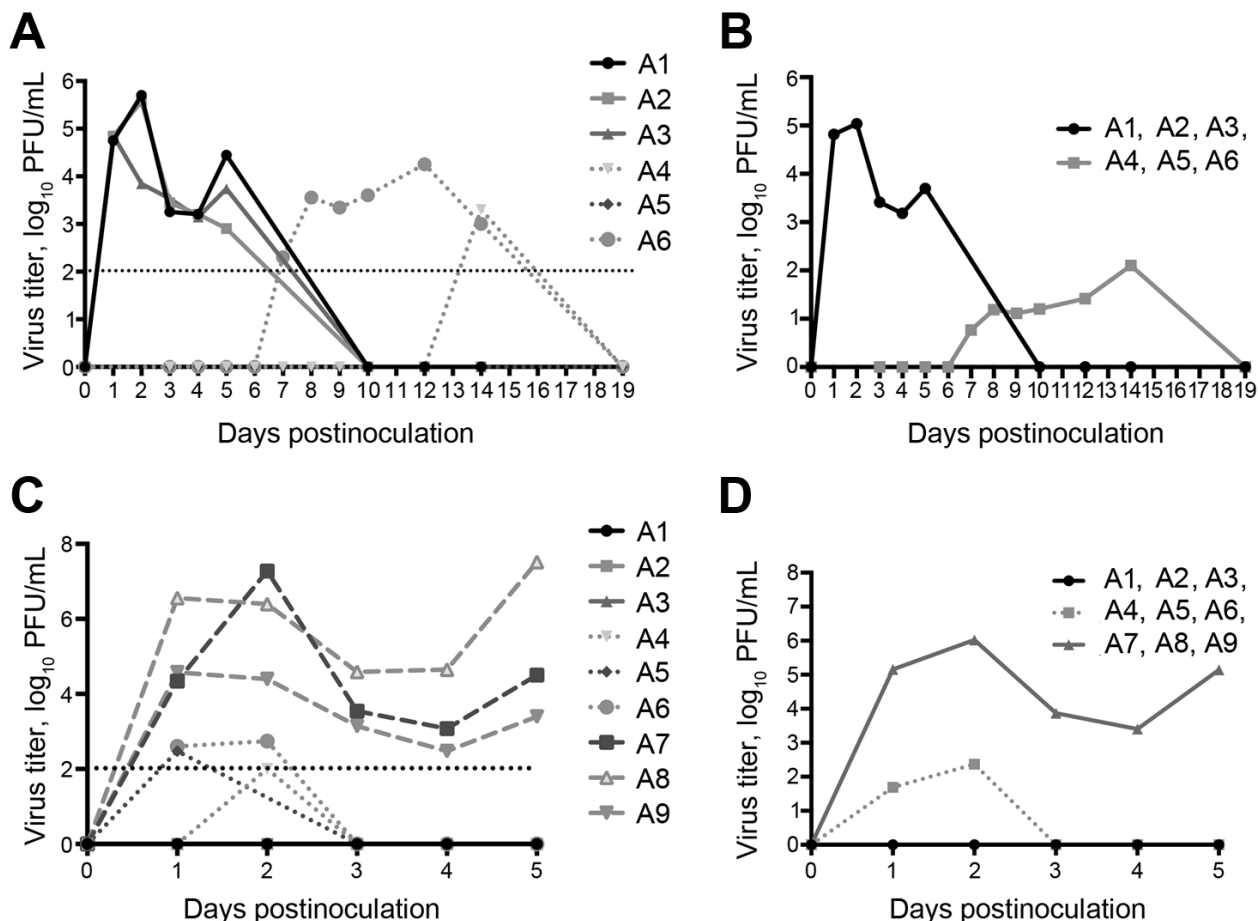 A
Virus titer, log10 PFU/mL
6
5
4
3
2
1
0
0 1 2 3 4 5 6 7 8 9 10 11 12 13 14 15 16 17 18 19
Days postinoculation
A1
A2
A3
A4
A5
A6
B
Virus titer, log10 PFU/mL
6
5
4
3
2
1
0
0 1 2 3 4 5 6 7 8 9 10 11 12 13 14 15 16 17 18 19
Days postinoculation
A1, A2, A3,
A4, A5, A6
C
Virus titer, log10 PFU/mL
8
6
4
2
0
0 1 2 3 4 5
Days postinoculation
A1
A2
A3
A4
A5
A6
A7
A8
A9
D
Virus titer, log10 PFU/mL
8
7
6
5
4
3
2
1
0
0 1 2 3 4 5
Days postinoculation
A1, A2, A3,
A4, A5, A6,
A7, A8, A9